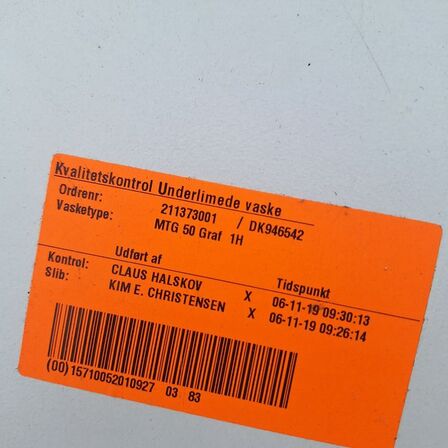 Kvalitetskontrol Underlimede vaske
Ordrenr: 211373001 / DK946542
Vasketype: MTG 50 Graf 1H
Udført af Tidspunkt
Kontrol: CLAUS HALSKOV X 06-11-19 09:30:13
Slib: KIM E. CHRISTENSEN X 06-11-19 09:26:14
(00)15710052010927 03 83